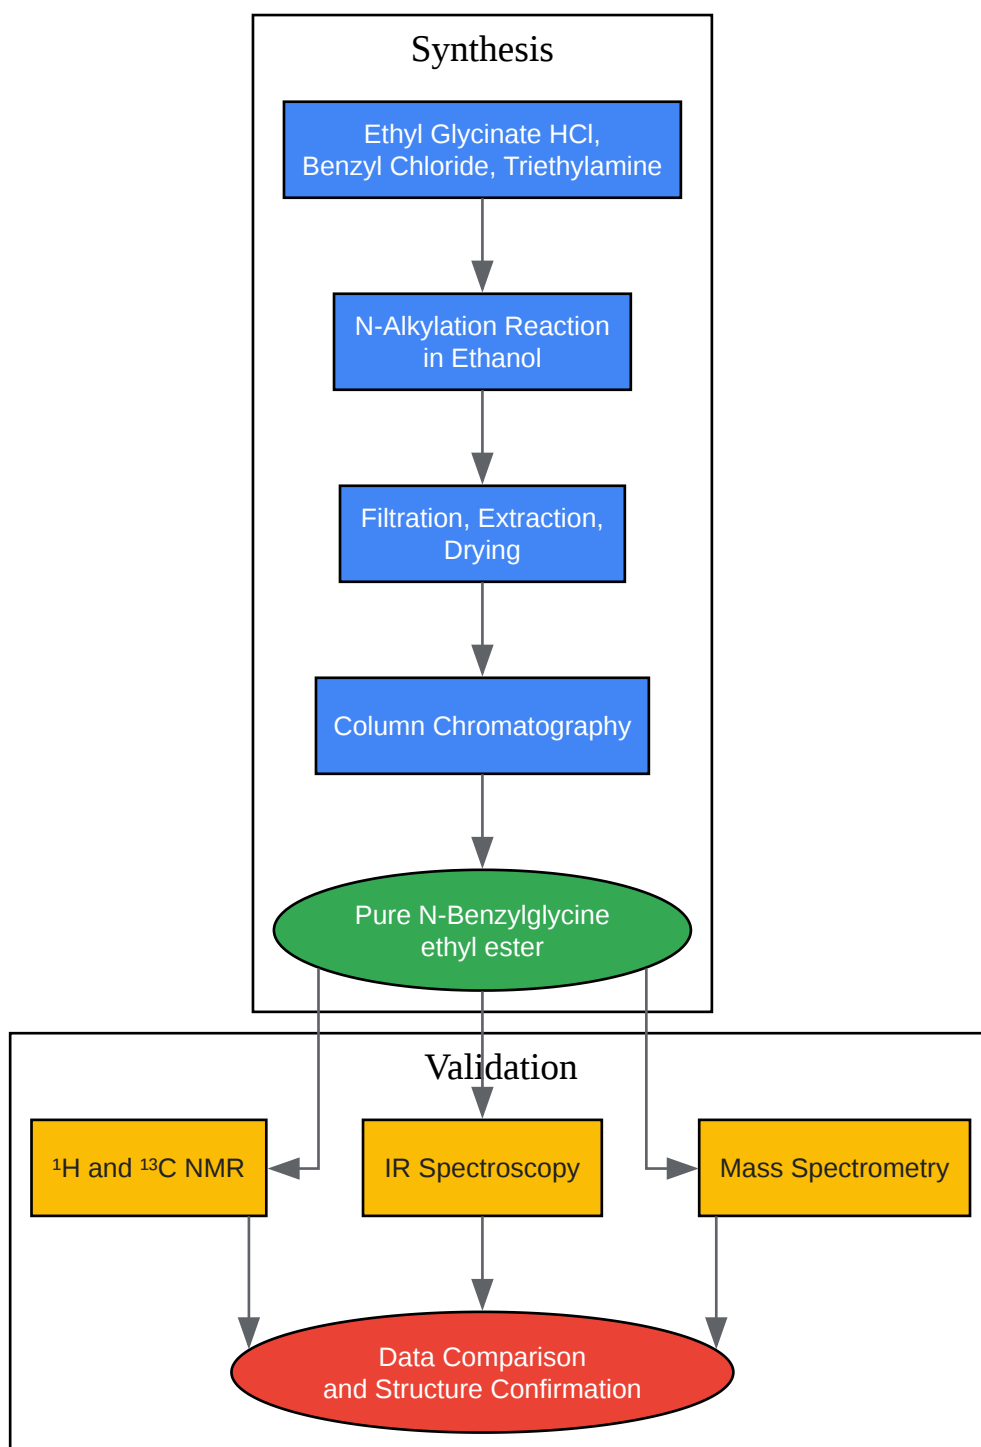 Synthesis
Ethyl Glycinate HCl,
Benzyl Chloride, Triethylamine
N-Alkylation Reaction
in Ethanol
Filtration, Extraction,
Drying
Column Chromatography
Pure N-Benzylglycine
ethyl ester
Validation
¹H and ¹³C NMR
IR Spectroscopy
Mass Spectrometry
Data Comparison
and Structure Confirmation